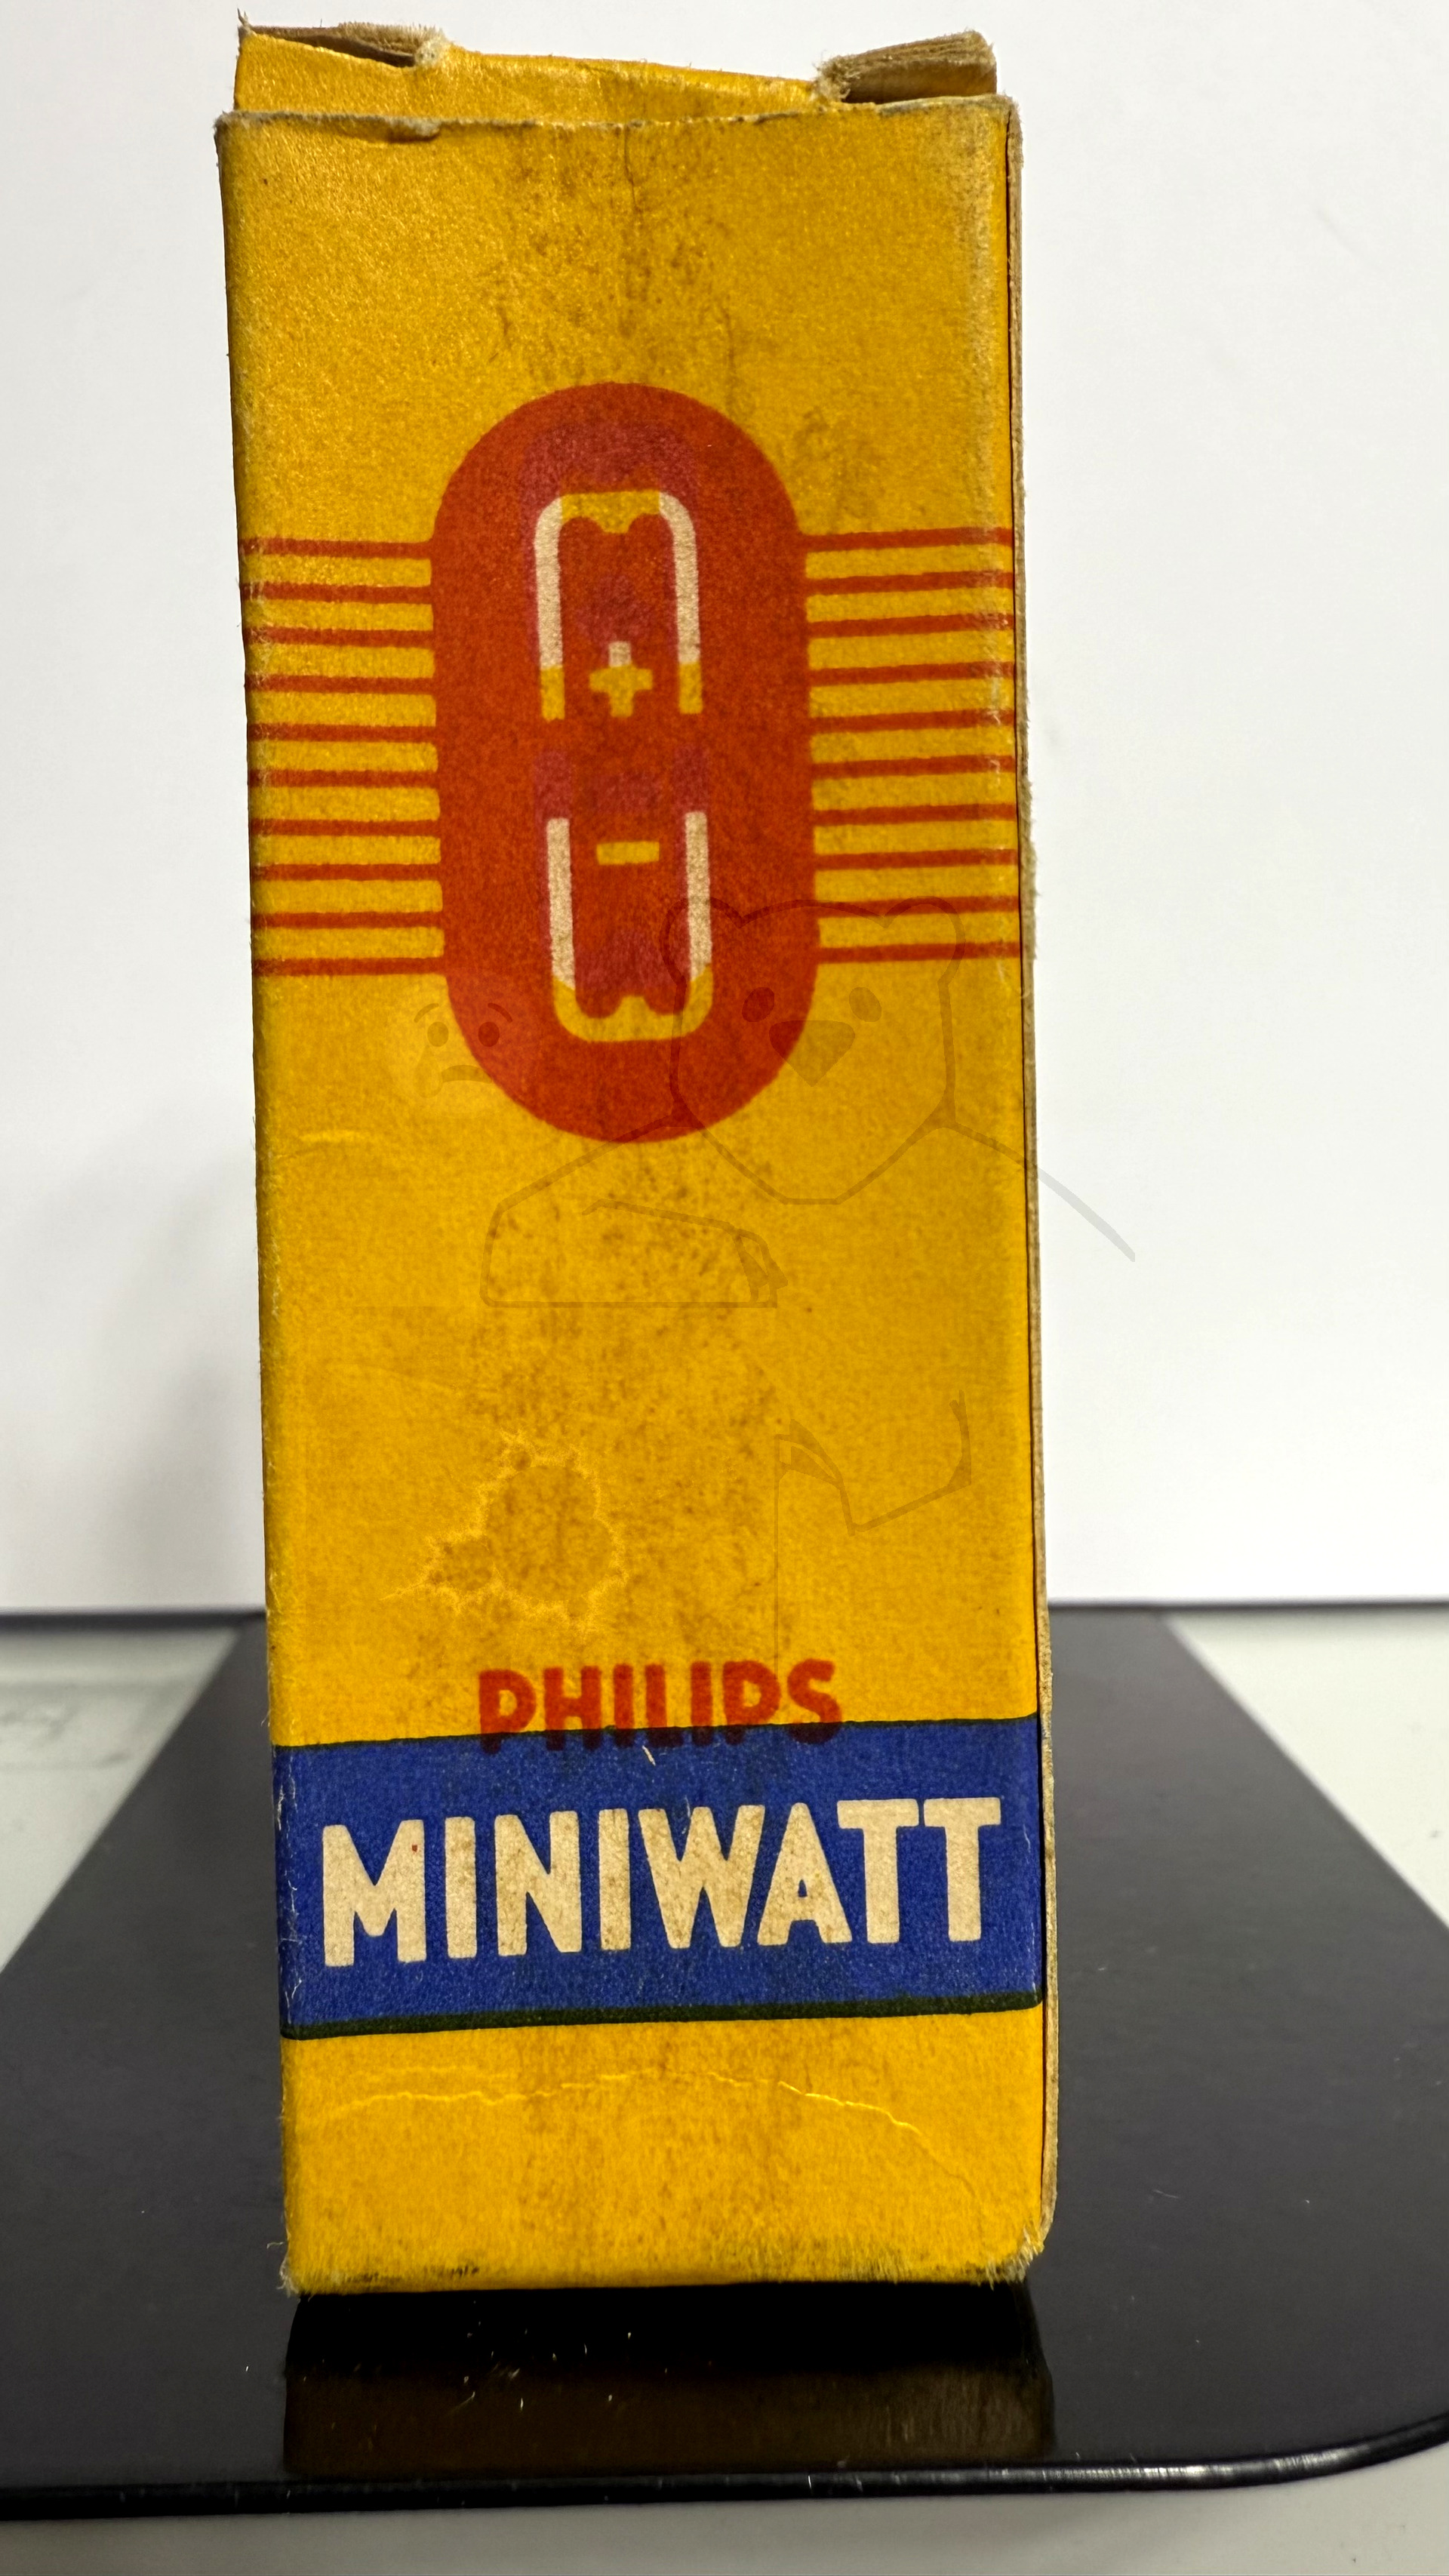 +
-
PHILIPS
MINIWATT